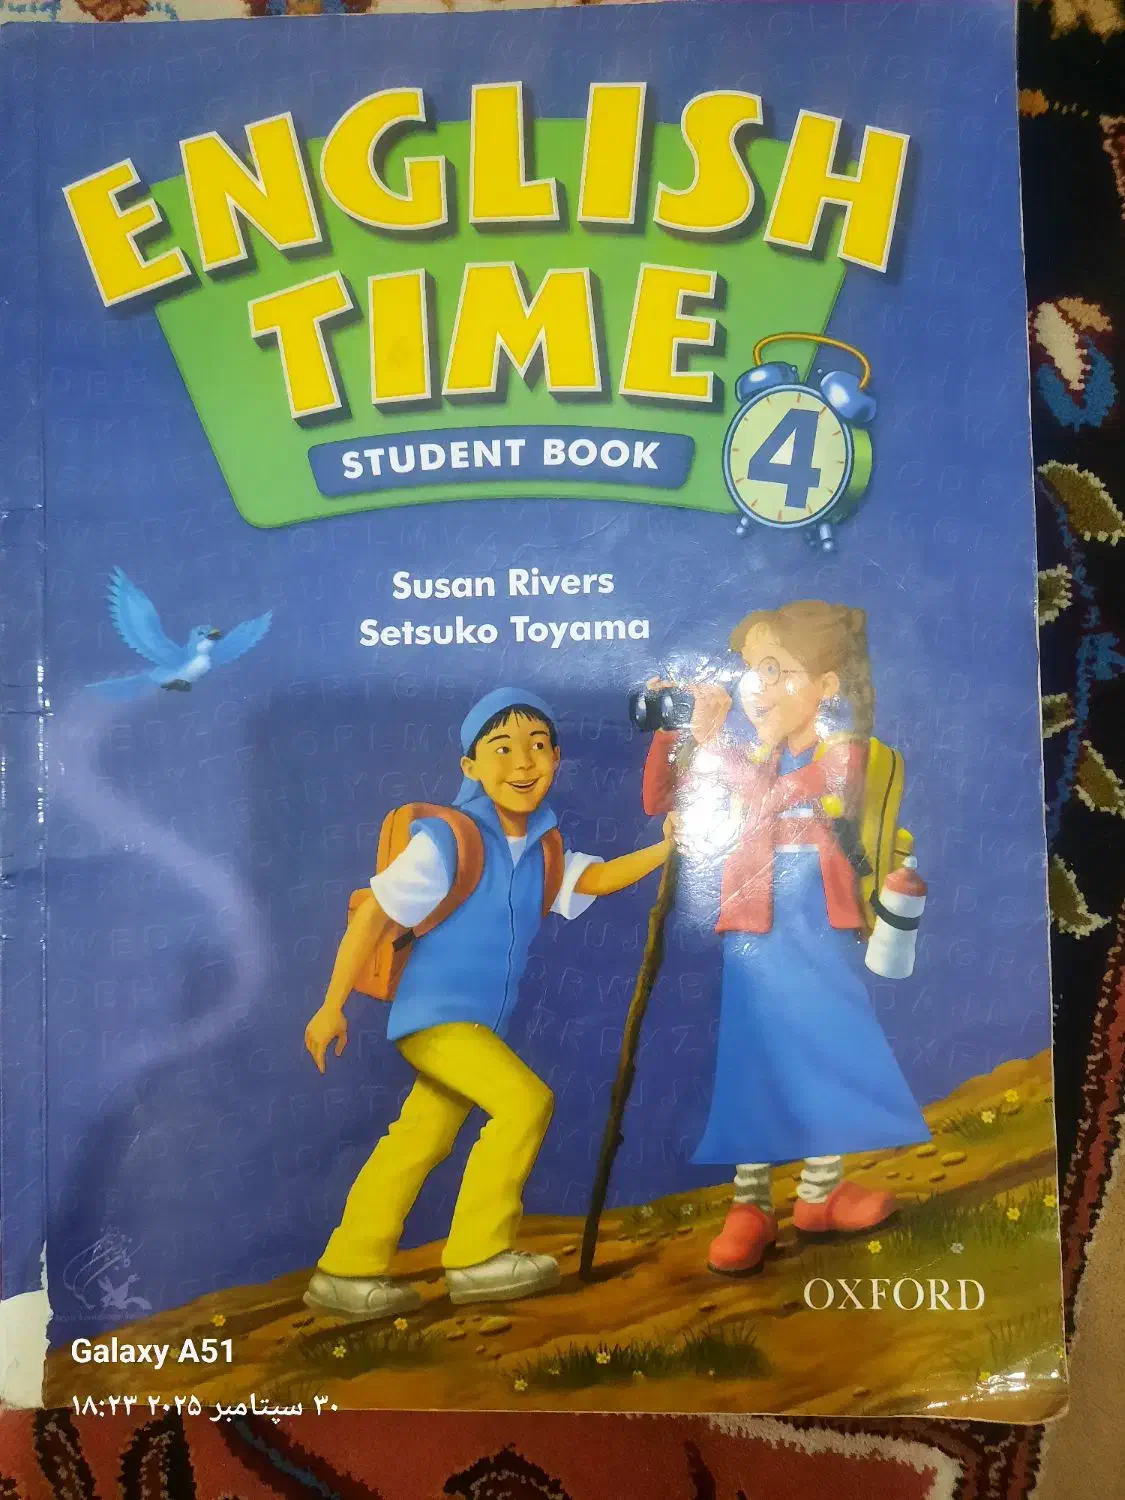 ENGLISH
TIME
STUDENT BOOK
4
Susan Rivers
Setsuko Toyama
OXFORD
Galaxy A51
۳۰ سپتامبر ۲۰۲۵ ۱۸:۲۳